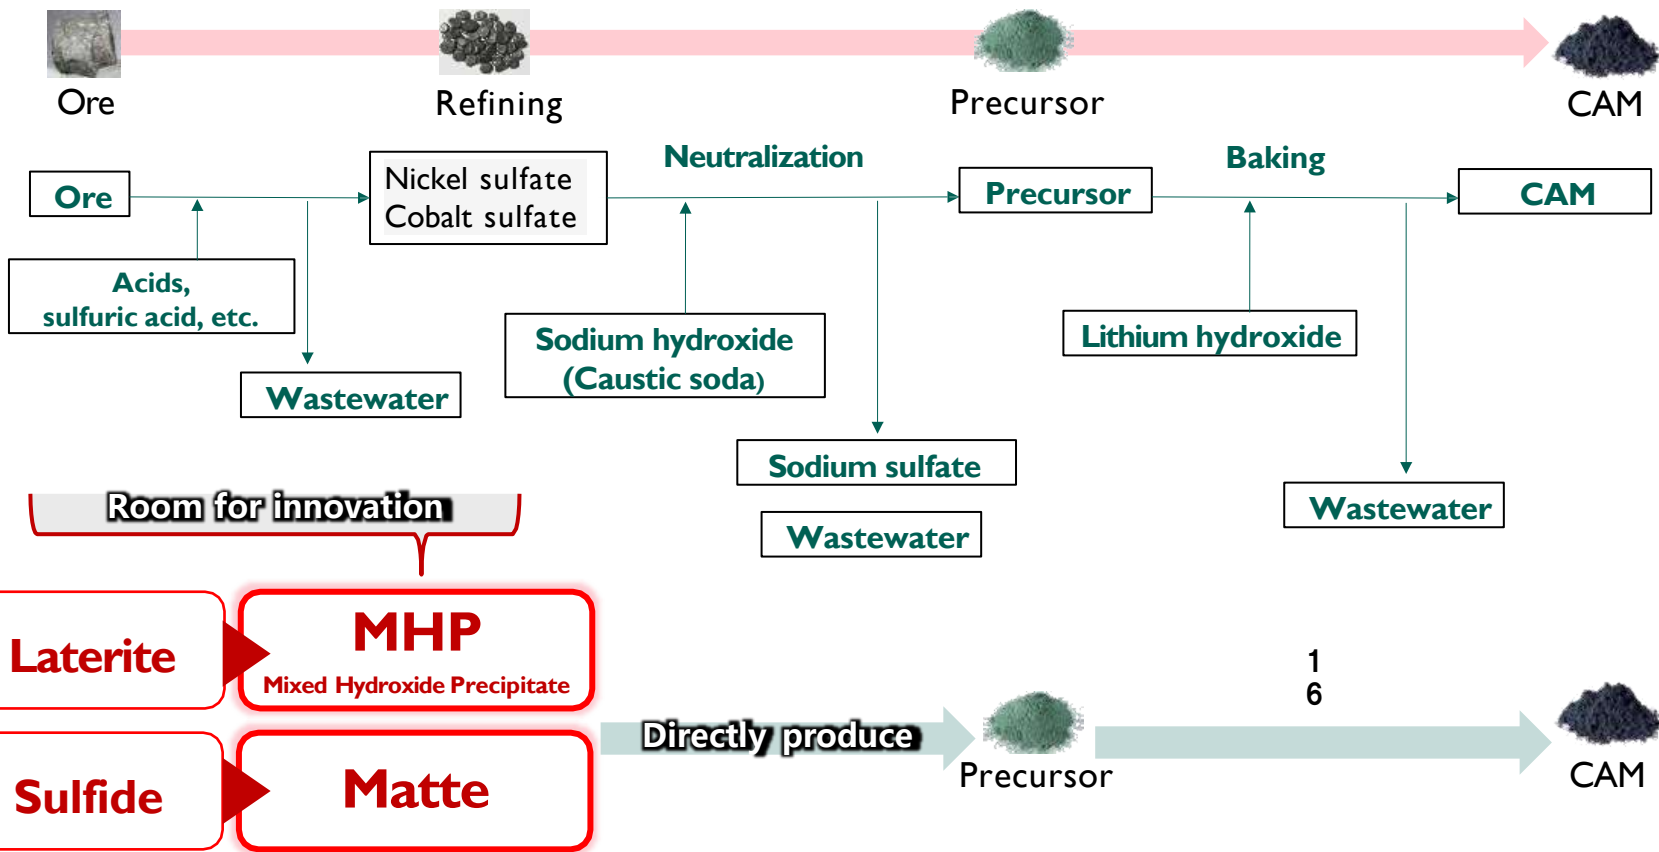 Ore
Refining
Precursor
CAM
Neutralization
Baking
Ore
Nickel sulfate
Cobalt sulfate
Precursor
CAM
Acids,
sulfuric acid, etc.
Sodium hydroxide
(Caustic soda)
Lithium hydroxide
Wastewater
Sodium sulfate
Wastewater
Wastewater
Room for innovation
Laterite
MHP
Mixed Hydroxide Precipitate
Sulfide
Matte
Directly produce
Precursor
1
6
CAM